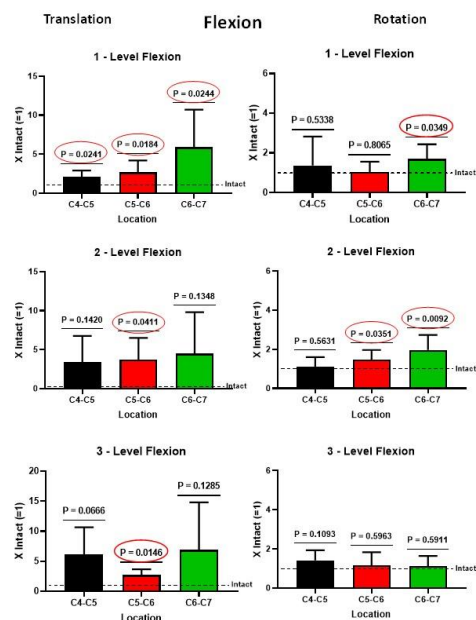 Translation Flexion Rotation
1 - Level Flexion
X Intact (=1)
15
10
5
0
P = 0.0241
P = 0.0184
P = 0.0244
Intact
C4-C5 C5-C6 C6-C7
Location
1 - Level Flexion
X Intact (=1)
6
4
2
0
P = 0.5338
P = 0.8065
P = 0.0349
Intact
C4-C5 C5-C6 C6-C7
Location
2 - Level Flexion
X Intact (=1)
15
10
5
0
P = 0.1420
P = 0.0411
P = 0.1348
Intact
C4-C5 C5-C6 C6-C7
Location
2 - Level Flexion
X Intact (=1)
6
4
2
0
P = 0.5631
P = 0.0351
P = 0.0092
Intact
C4-C5 C5-C6 C6-C7
Location
3 - Level Flexion
X Intact (=1)
20
15
10
5
0
P = 0.0666
P = 0.0146
P = 0.1285
Intact
C4-C5 C5-C6 C6-C7
Location
3 - Level Flexion
X Intact (=1)
6
4
2
0
P = 0.1093
P = 0.5963
P = 0.5911
Intact
C4-C5 C5-C6 C6-C7
Location